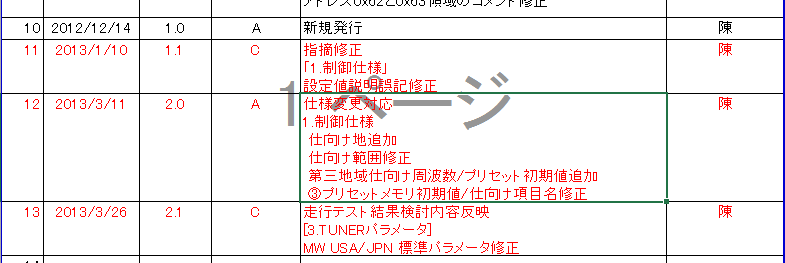 アドレス0x62と0x63領域のコメント修正
10 2012/12/14 1.0 A 新規発行 陳
11 2013/1/10 1.1 C 指摘修正 陳
「1.制御仕様」
設定値説明誤記修正
12 2013/3/11 2.0 A 仕様変更対応 陳
1.制御仕様
仕向け地追加
仕向け範囲修正
第三地域仕向け周波数/プリセット初期値追加
③プリセットメモリ初期値/仕向け項目名修正
13 2013/3/26 2.1 C 走行テスト結果検討内容反映 陳
[3.TUNERパラメータ]
MW USA/JPN 標準パラメータ修正
1 ページ